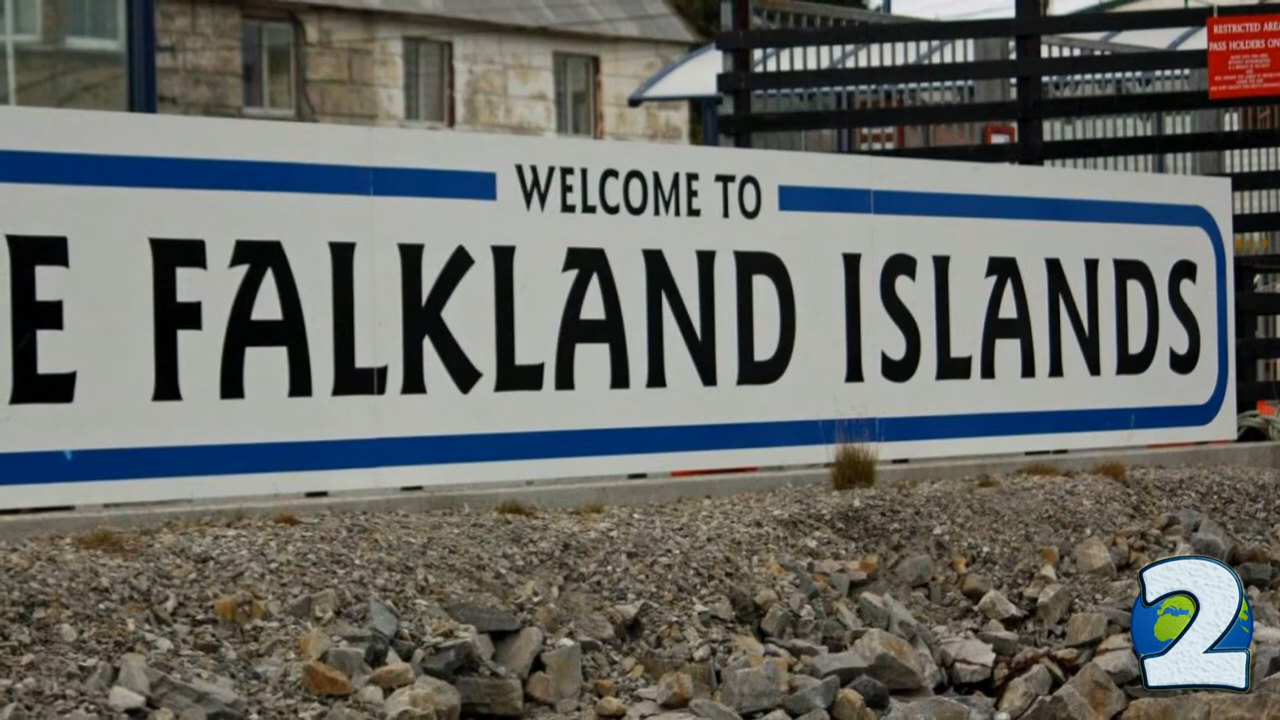 WELCOME TO
E FALKLAND ISLANDS
RESTRICTED AREA
PASS HOLDERS ON
2